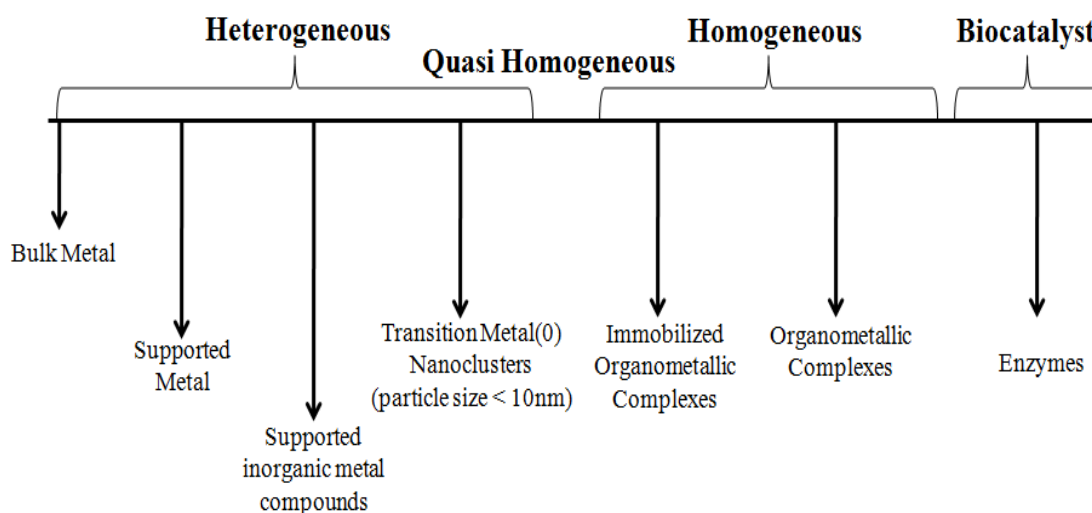 Heterogeneous
Quasi Homogeneous
Homogeneous
Biocatalyst
Bulk Metal
Supported
Metal
Supported
inorganic metal
compounds
Transition Metal(0)
Nanoclusters
(particle size < 10nm)
Immobilized
Organometallic
Complexes
Organometallic
Complexes
Enzymes